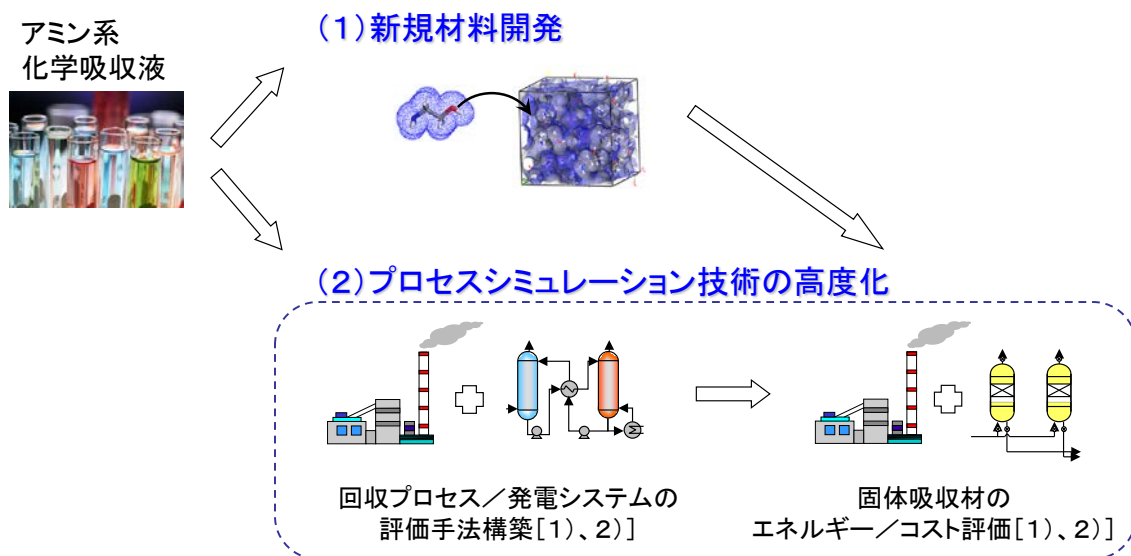 アミン系
化学吸収液
(1)新規材料開発
(2)プロセスシミュレーション技術の高度化
回収プロセス/発電システムの
評価手法構築[1)、2)]
固体吸収材の
エネルギー/コスト評価[1)、2)]